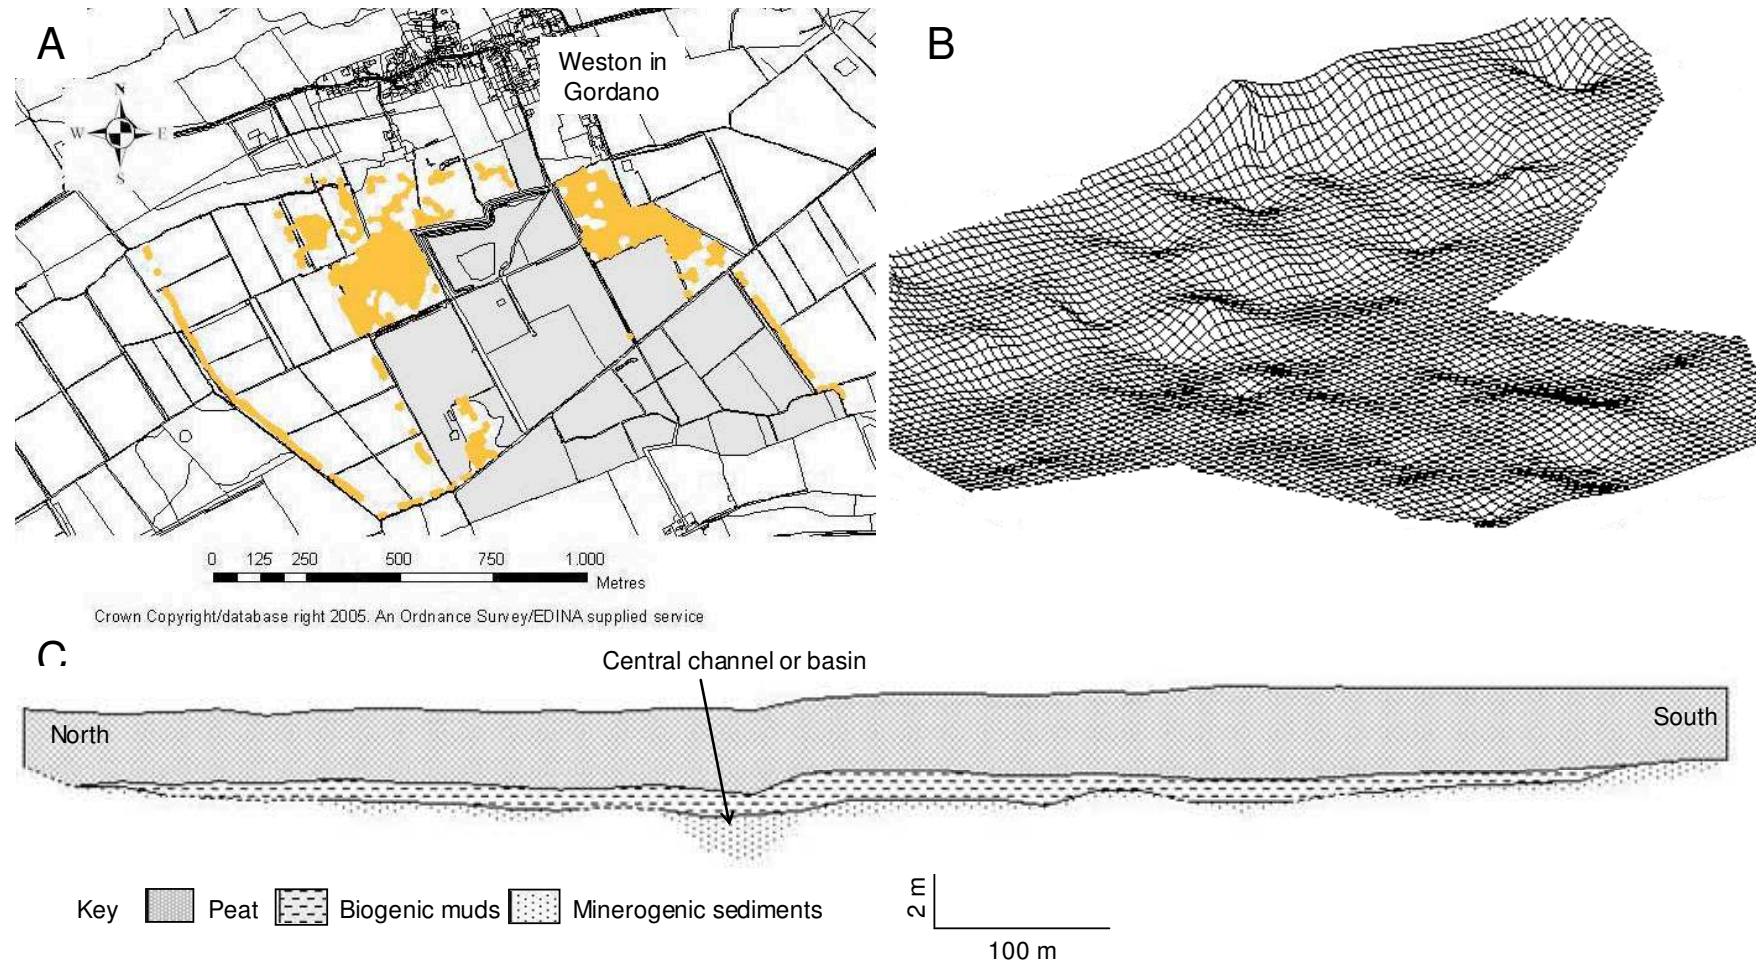 A
Weston in
Gordano
N
W E
S
0 125 250 500 750 1.000
Metres
Crown Copyright/database right 2005. An Ordnance Survey/EDINA supplied service
B
C
Central channel or basin
North
South
Key Peat Biogenic muds Minerogenic sediments
2 m
100 m